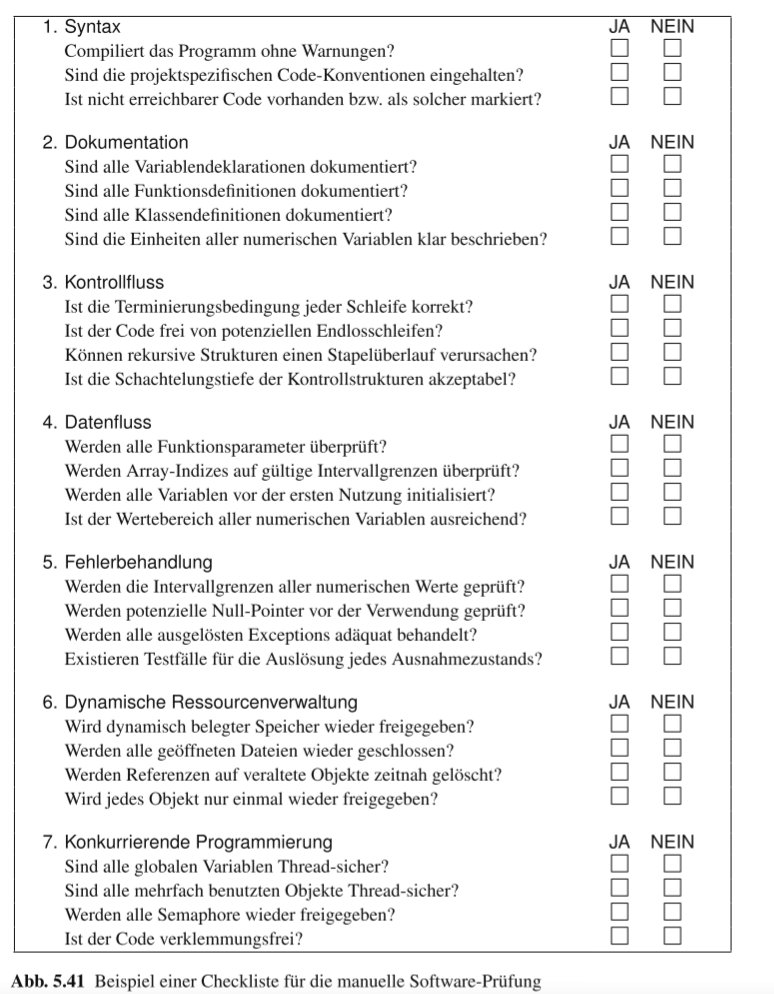 1. Syntax JA NEIN
Compiliert das Programm ohne Warnungen?
Sind die projektspezifischen Code-Konventionen eingehalten?
Ist nicht erreichbarer Code vorhanden bzw. als solcher markiert?
2. Dokumentation JA NEIN
Sind alle Variablendeklarationen dokumentiert?
Sind alle Funktionsdefinitionen dokumentiert?
Sind alle Klassendefinitionen dokumentiert?
Sind die Einheiten aller numerischen Variablen klar beschrieben?
3. Kontrollfluss JA NEIN
Ist die Terminierungsbedingung jeder Schleife korrekt?
Ist der Code frei von potenziellen Endlosschleifen?
Können rekursive Strukturen einen Stapelüberlauf verursachen?
Ist die Schachtelungstiefe der Kontrollstrukturen akzeptabel?
4. Datenfluss JA NEIN
Werden alle Funktionsparameter überprüft?
Werden Array-Indizes auf gültige Intervallgrenzen überprüft?
Werden alle Variablen vor der ersten Nutzung initialisiert?
Ist der Wertebereich aller numerischen Variablen ausreichend?
5. Fehlerbehandlung JA NEIN
Werden die Intervallgrenzen aller numerischen Werte geprüft?
Werden potenzielle Null-Pointer vor der Verwendung geprüft?
Werden alle ausgelösten Exceptions adäquat behandelt?
Existieren Testfälle für die Auslösung jedes Ausnahmezustands?
6. Dynamische Ressourcenverwaltung JA NEIN
Wird dynamisch belegter Speicher wieder freigegeben?
Werden alle geöffneten Dateien wieder geschlossen?
Werden Referenzen auf veraltete Objekte zeitnah gelöscht?
Wird jedes Objekt nur einmal wieder freigegeben?
7. Konkurrierende Programmierung JA NEIN
Sind alle globalen Variablen Thread-sicher?
Sind alle mehrfach benutzten Objekte Thread-sicher?
Werden alle Semaphore wieder freigegeben?
Ist der Code verklemmungsfrei?
Abb. 5.41 Beispiel einer Checkliste für die manuelle Software-Prüfung